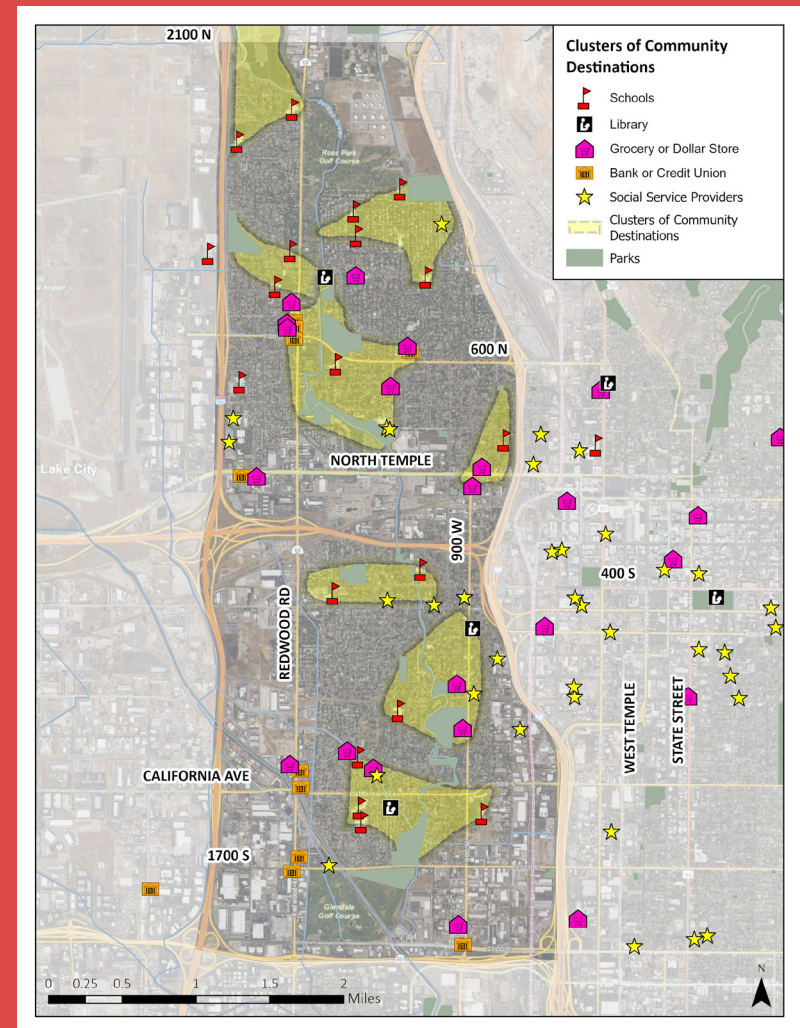 2100 N
Clusters of Community
Destinations
Schools
Library
Grocery or Dollar Store
Bank or Credit Union
Social Service Providers
Clusters of Community
Destinations
Parks
Rose Park
Golf Course
600 N
Lake City
NORTH TEMPLE
900 W
400 S
REDWOOD RD
WEST TEMPLE
STATE STREET
CALIFORNIA AVE
1700 S
Glendale
Golf Course
2100 S
N
0 0.25 0.5 1 1.5 2
Miles